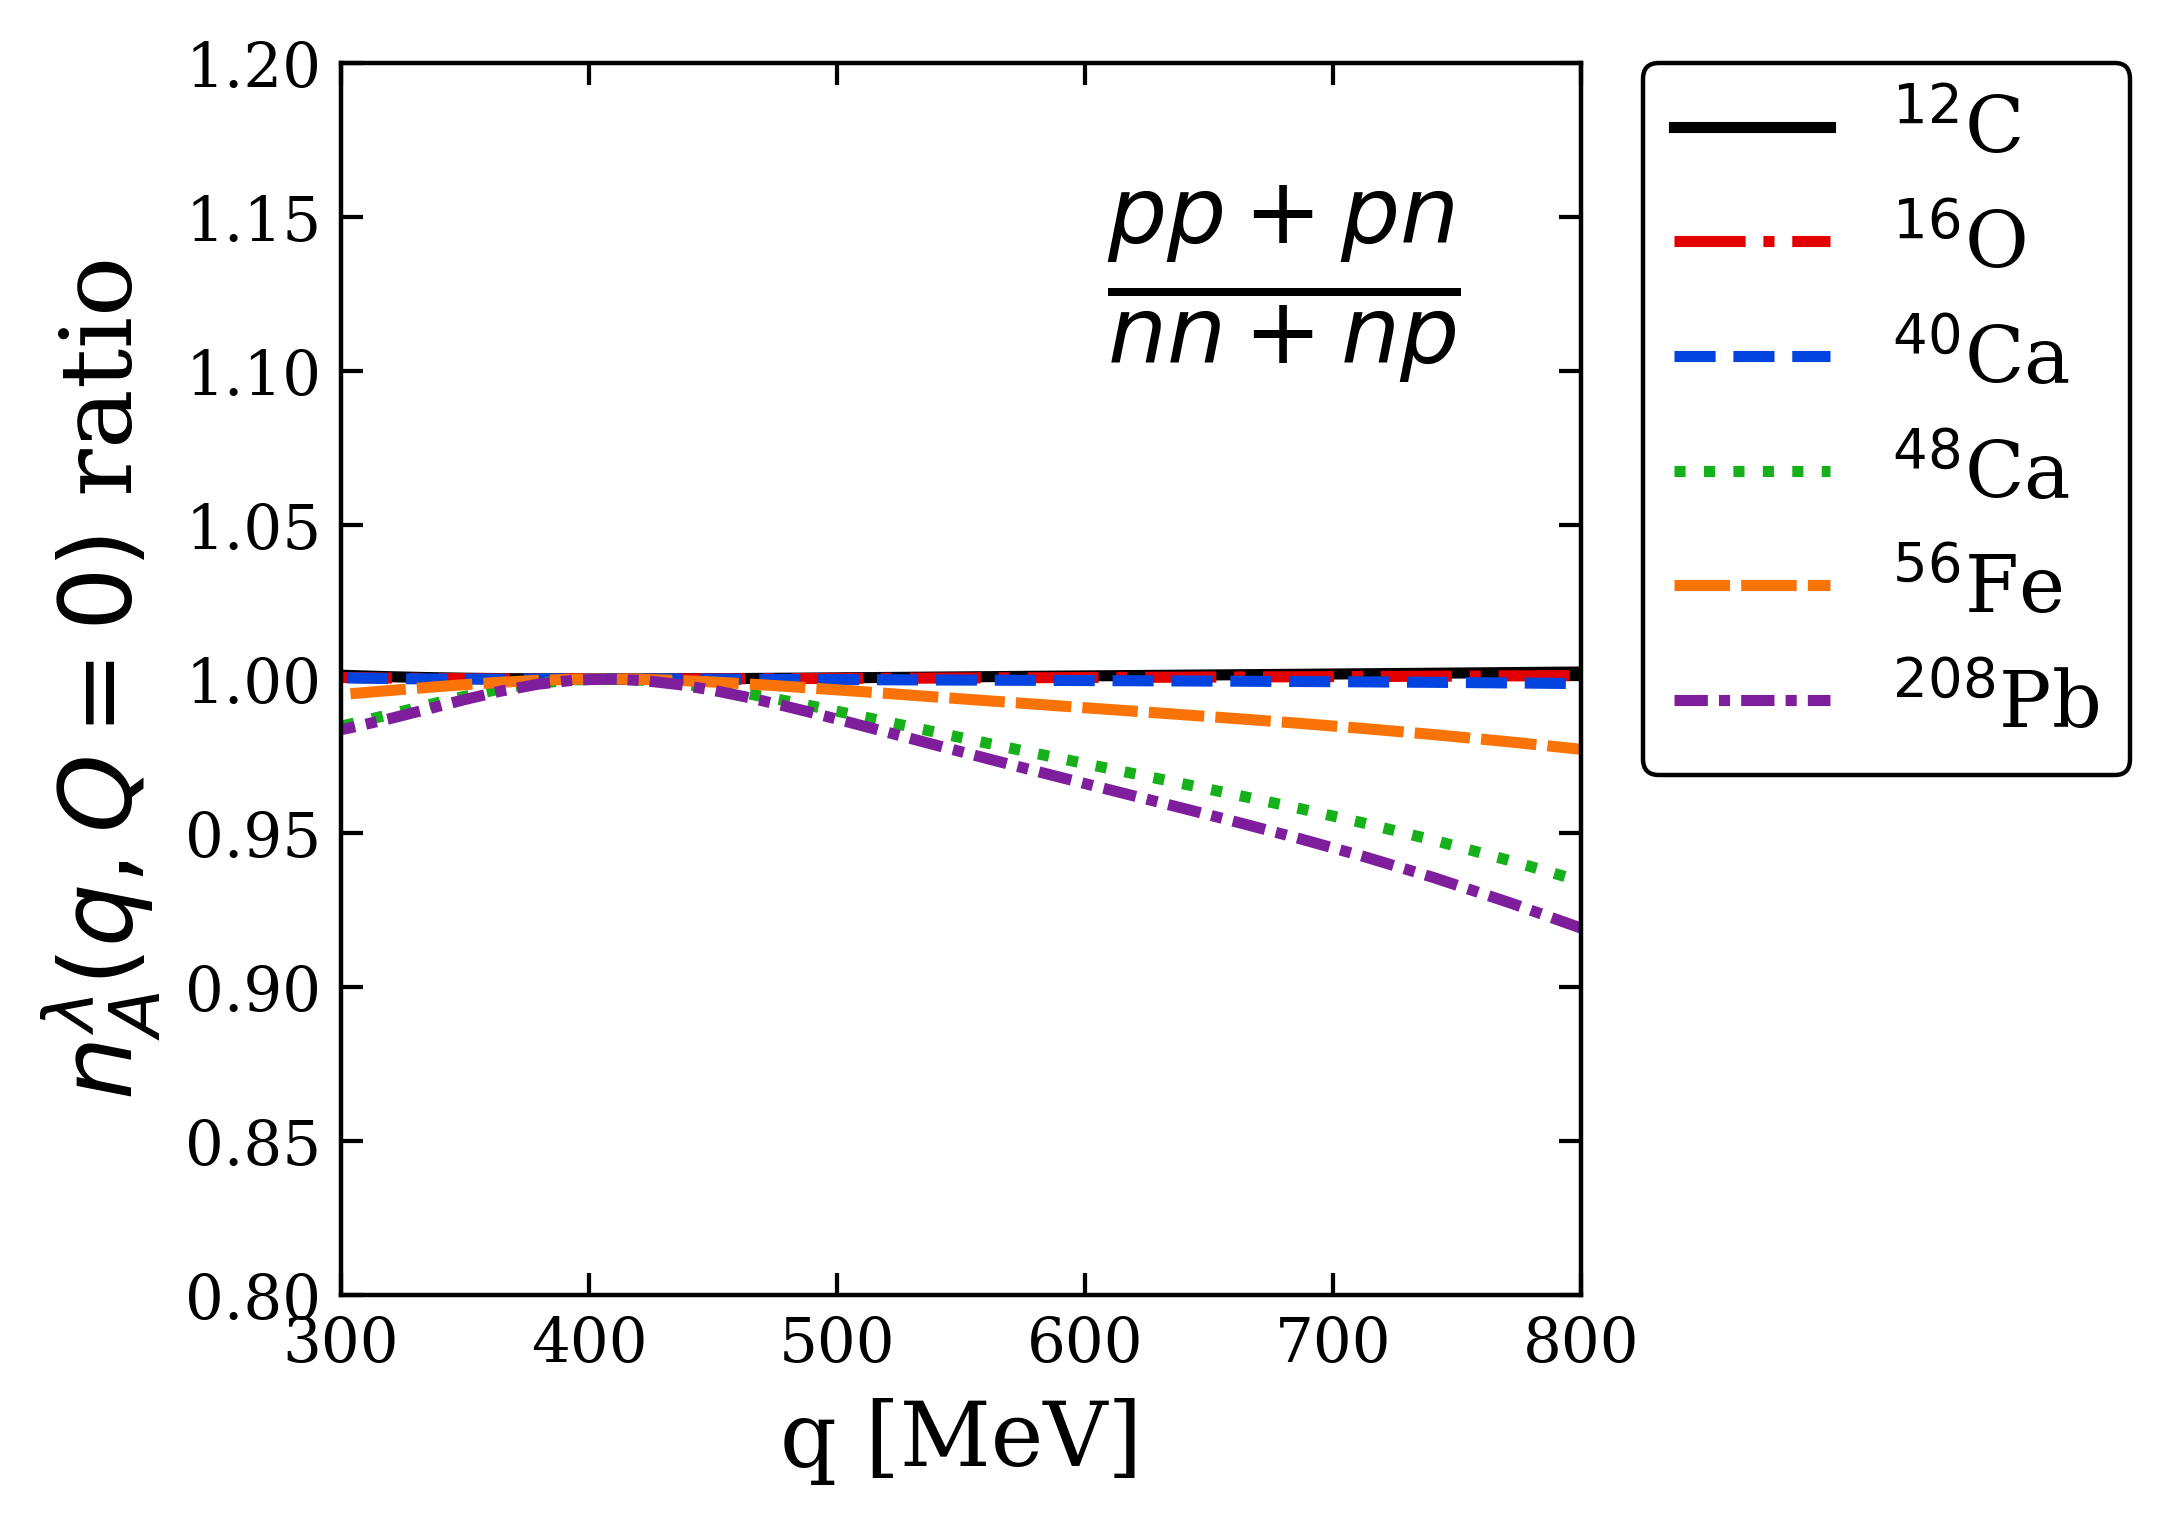 n_A^λ(q, Q = 0) ratio
1.20
1.15
1.10
1.05
1.00
0.95
0.90
0.85
0.80
300 400 500 600 700 800
q [MeV]
pp + pn
nn + np
¹²C
¹⁶O
⁴⁰Ca
⁴⁸Ca
⁵⁶Fe
²⁰⁸Pb